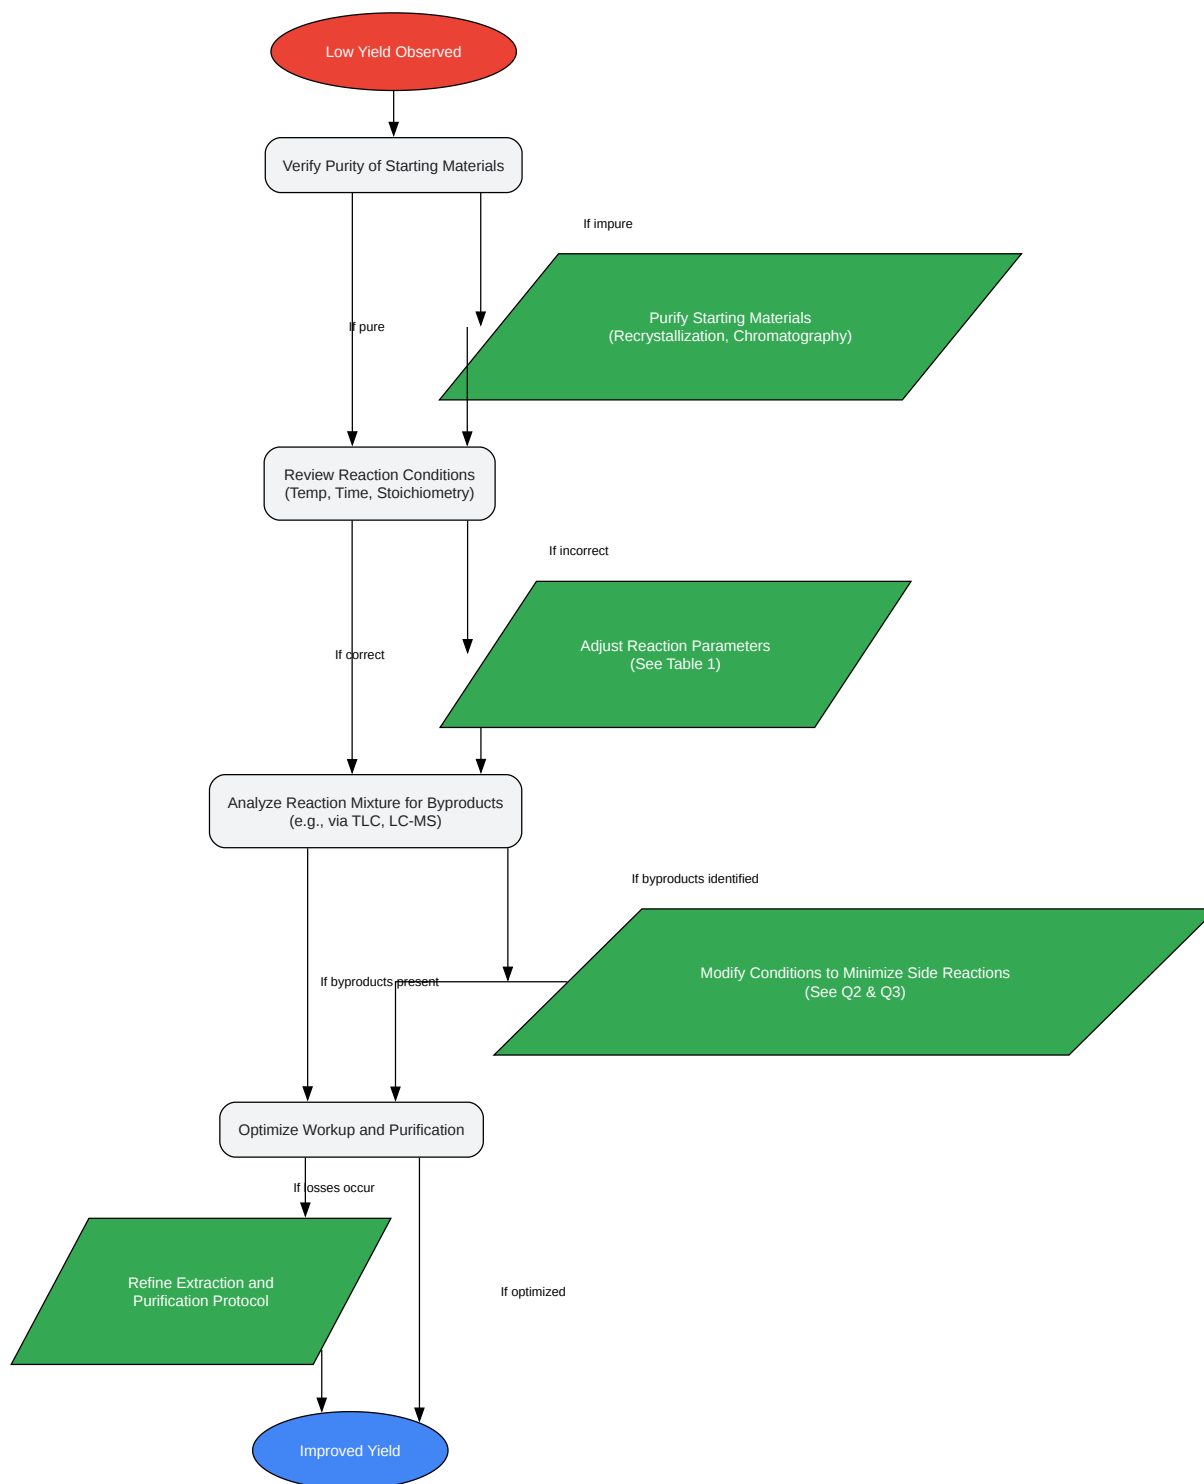 Low Yield Observed
Verify Purity of Starting Materials
If impure
Purify Starting Materials
(Recrystallization, Chromatography)
If pure
Review Reaction Conditions
(Temp, Time, Stoichiometry)
If incorrect
Adjust Reaction Parameters
(See Table 1)
If correct
Analyze Reaction Mixture for Byproducts
(e.g., via TLC, LC-MS)
If byproducts identified
Modify Conditions to Minimize Side Reactions
(See Q2 & Q3)
If byproducts present
Optimize Workup and Purification
If losses occur
Refine Extraction and
Purification Protocol
If optimized
Improved Yield